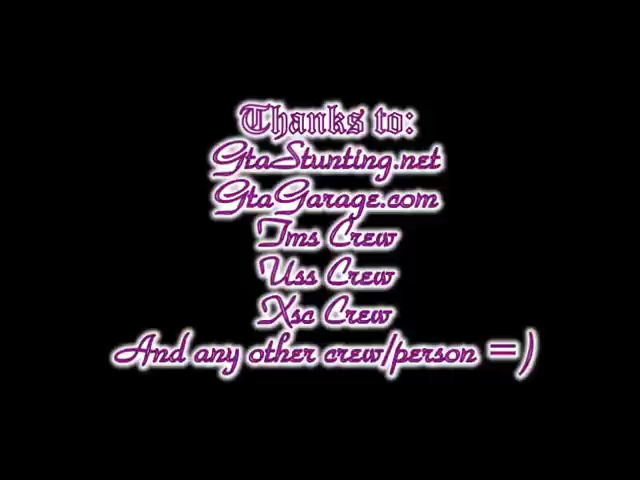 Thanks to:
GtaStunting.net
GtaGarage.com
Tms Crew
Uss Crew
Xsc Crew
And any other crew/person =)